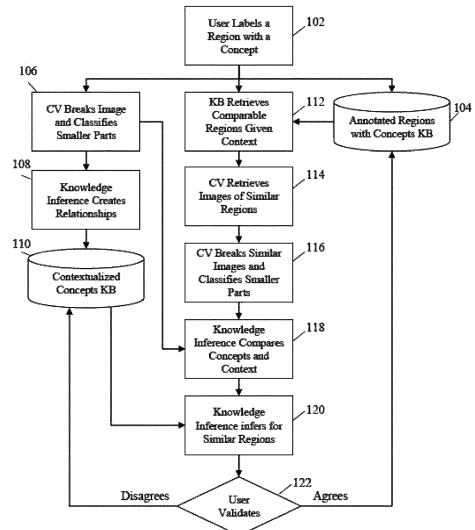 User Labels a
Region with a
Concept
102
106
CV Breaks Image
and Classifies
Smaller Parts
KB Retrieves
Comparable
Regions Given
Context
112
Annotated Regions
with Concepts KB
104
108
Knowledge
Inference Creates
Relationships
114
CV Retrieves
Images of Similar
Regions
110
Contextualized
Concepts KB
116
CV Breaks Similar
Images and
Classifies Smaller
Parts
118
Knowledge
Inference Compares
Concepts and
Context
120
Knowledge
Inference infers for
Similar Regions
122
Disagrees
User
Validates
Agrees